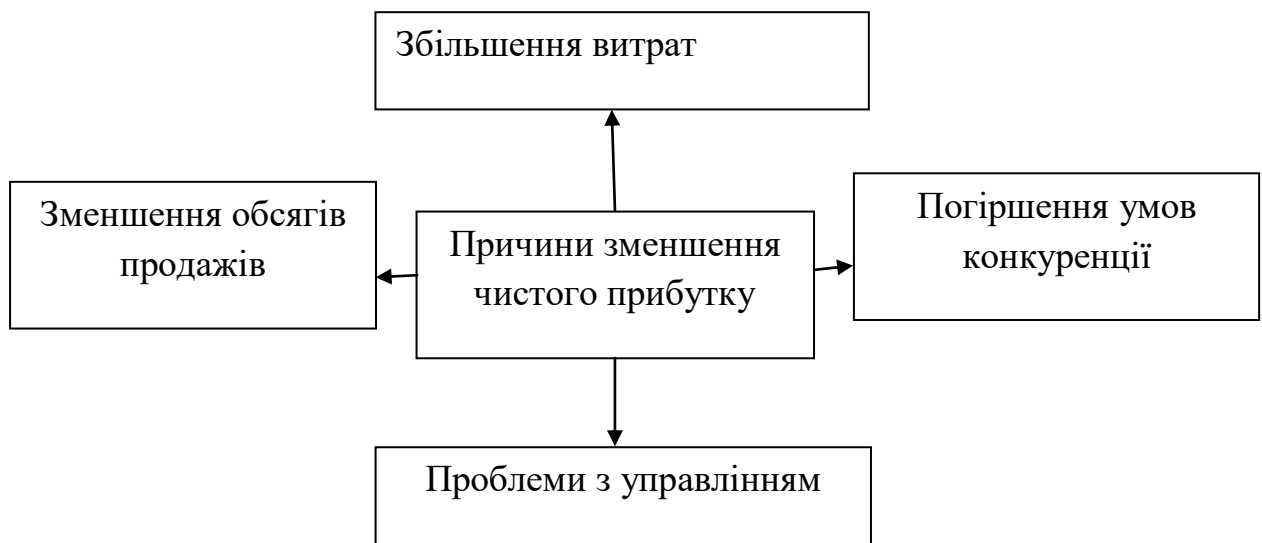 Збільшення витрат
Зменшення обсягів
продажів
Причини зменшення
чистого прибутку
Погіршення умов
конкуренції
Проблеми з управлінням